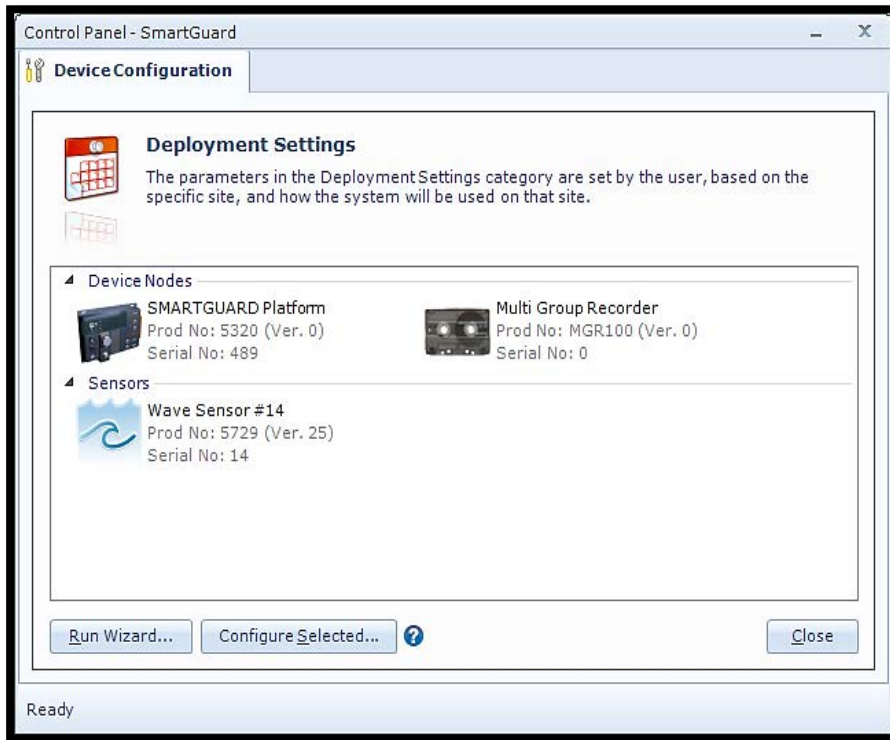 Control Panel - SmartGuard
Device Configuration
Deployment Settings
The parameters in the Deployment Settings category are set by the user, based on the
specific site, and how the system will be used on that site.
Device Nodes
SMARTGUARD Platform
Prod No: 5320 (Ver. 0)
Serial No: 489
Multi Group Recorder
Prod No: MGR100 (Ver. 0)
Serial No: 0
Sensors
Wave Sensor #14
Prod No: 5729 (Ver. 25)
Serial No: 14
Run Wizard...
Configure Selected...
Close
Ready